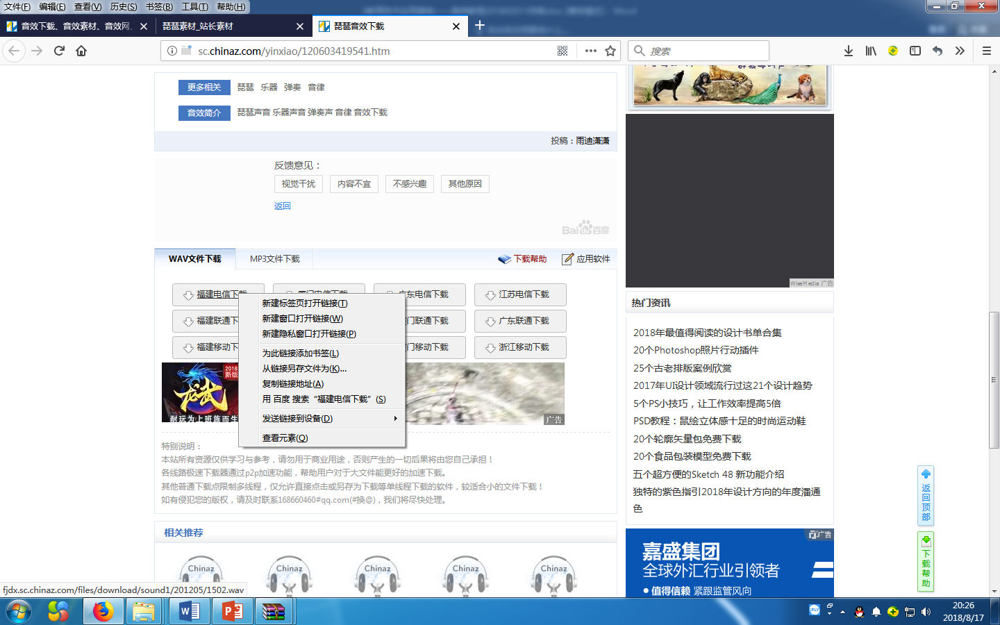 文件(F) 编辑(E) 查看(V) 历史(S) 书签(B) 工具(T) 帮助(H)
音效下载、音效素材、音效网、
琵琶素材_站长素材
琵琶音效下载
sc.chinaz.com/yinxiao/120603419541.htm
搜索
更多相关 琵琶 乐器 弹奏 音律
音效简介 琵琶声音 乐器声音 弹奏声 音律 音效下载
投稿：雨迪潇潇
反馈意见：
视觉干扰 内容不宜 不感兴趣 其他原因
返回
Bai du 百度
WAV文件下载 MP3文件下载 下载帮助 应用软件
福建电信下载 广东电信下载 江苏电信下载
福建联通下 门联通下载 广东联通下载
福建移动下 门移动下载 浙江移动下载
新建标签页打开链接(T)
新建窗口打开链接(W)
新建隐私窗口打开链接(P)
为此链接添加书签(L)
从链接另存文件为(K)...
复制链接地址(A)
用 百度 搜索“福建电信下载”(S)
发送链接到设备(D)
查看元素(Q)
2018
新版
龙武
耐玩为上班族而生
广告
特别说明：
本站所有资源仅供学习与参考，请勿用于商业用途，否则产生的一切后果将由您自己承担！
各线路极速下载器通过p2p加速功能，帮助用户对于大文件能更好的加速下载。
其他普通下载点限制多线程，仅允许直接点击或另存为下载等单线程下载的软件，较适合小的文件下载！
如有侵犯您的版权，请及时联系168660460#qq.com(#换@)，我们将尽快处理。
相关推荐
Chinaz Chinaz Chinaz Chinaz Chinaz
WiseMedia 广告
热门资讯
2018年最值得阅读的设计书单合集
20个Photoshop照片行动插件
25个古老排版案例欣赏
2017年UI设计领域流行过这21个设计趋势
5个PS小技巧，让工作效率提高5倍
PSD教程：鼠绘立体感十足的时尚运动鞋
20个轮廓矢量包免费下载
20个食品包装模型免费下载
五个超方便的Sketch 48 新功能介绍
独特的紫色指引2018年设计方向的年度潘通
色
广告
嘉盛集团
全球外汇行业引领者
值得信赖 紧跟监管风向
返回顶部
下载帮助
fjdx.sc.chinaz.com/files/download/sound1/201205/1502.wav
iFLY
20:26
2018/8/17